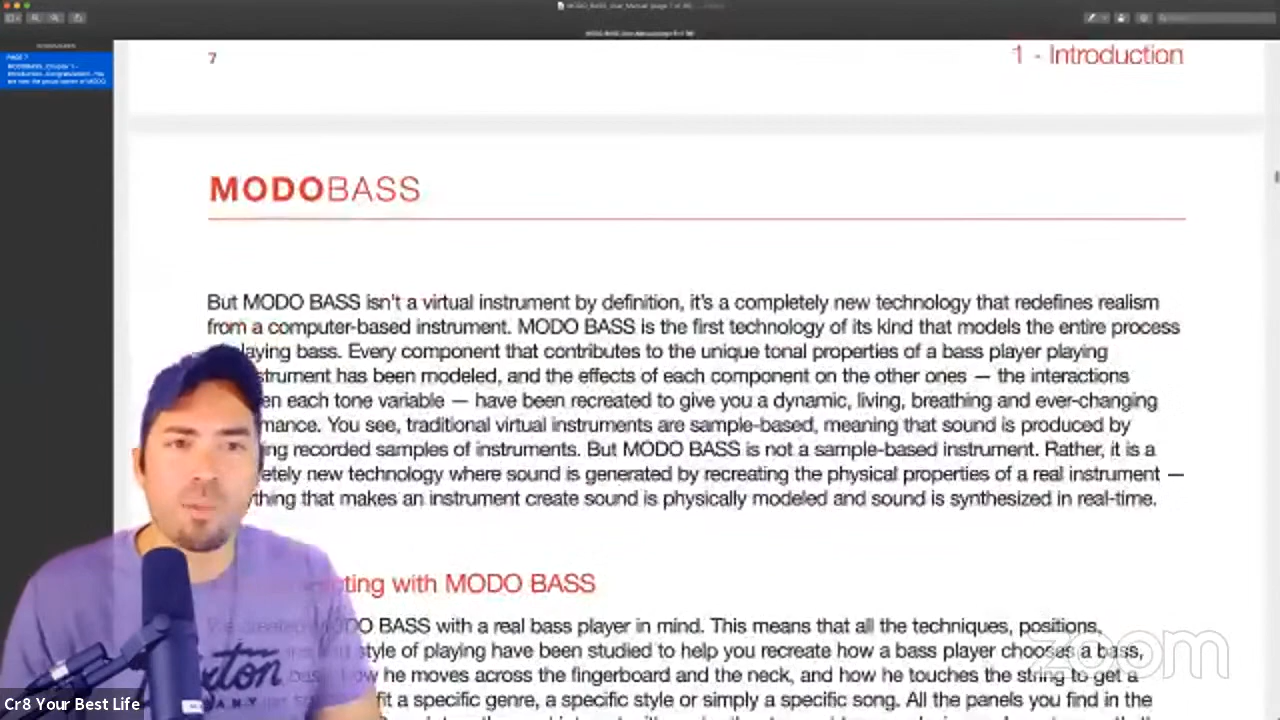 7
1 - Introduction
MODOBASS
But MODO BASS isn't a virtual instrument by definition, it's a completely new technology that redefines realism
from a computer-based instrument. MODO BASS is the first technology of its kind that models the entire process
laying bass. Every component that contributes to the unique tonal properties of a bass player playing
strument has been modeled, and the effects of each component on the other ones — the interactions
en each tone variable — have been recreated to give you a dynamic, living, breathing and ever-changing
mance. You see, traditional virtual instruments are sample-based, meaning that sound is produced by
ing recorded samples of instruments. But MODO BASS is not a sample-based instrument. Rather, it is a
etely new technology where sound is generated by recreating the physical properties of a real instrument —
thing that makes an instrument create sound is physically modeled and sound is synthesized in real-time.
ting with MODO BASS
MODO BASS with a real bass player in mind. This means that all the techniques, positions,
style of playing have been studied to help you recreate how a bass player chooses a bass,
how he moves across the fingerboard and the neck, and how he touches the string to get a
fit a specific genre, a specific style or simply a specific song. All the panels you find in the
zoom
Cr8 Your Best Life